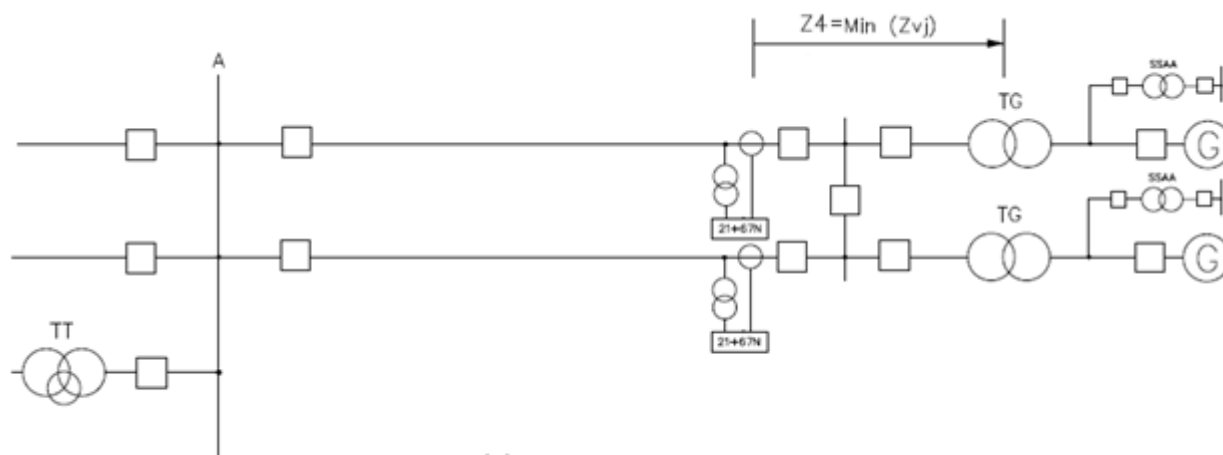 Z4=Min (Zvj)
A
SSAA
TG
G
SSAA
21+67N
TG
G
TT
21+67N